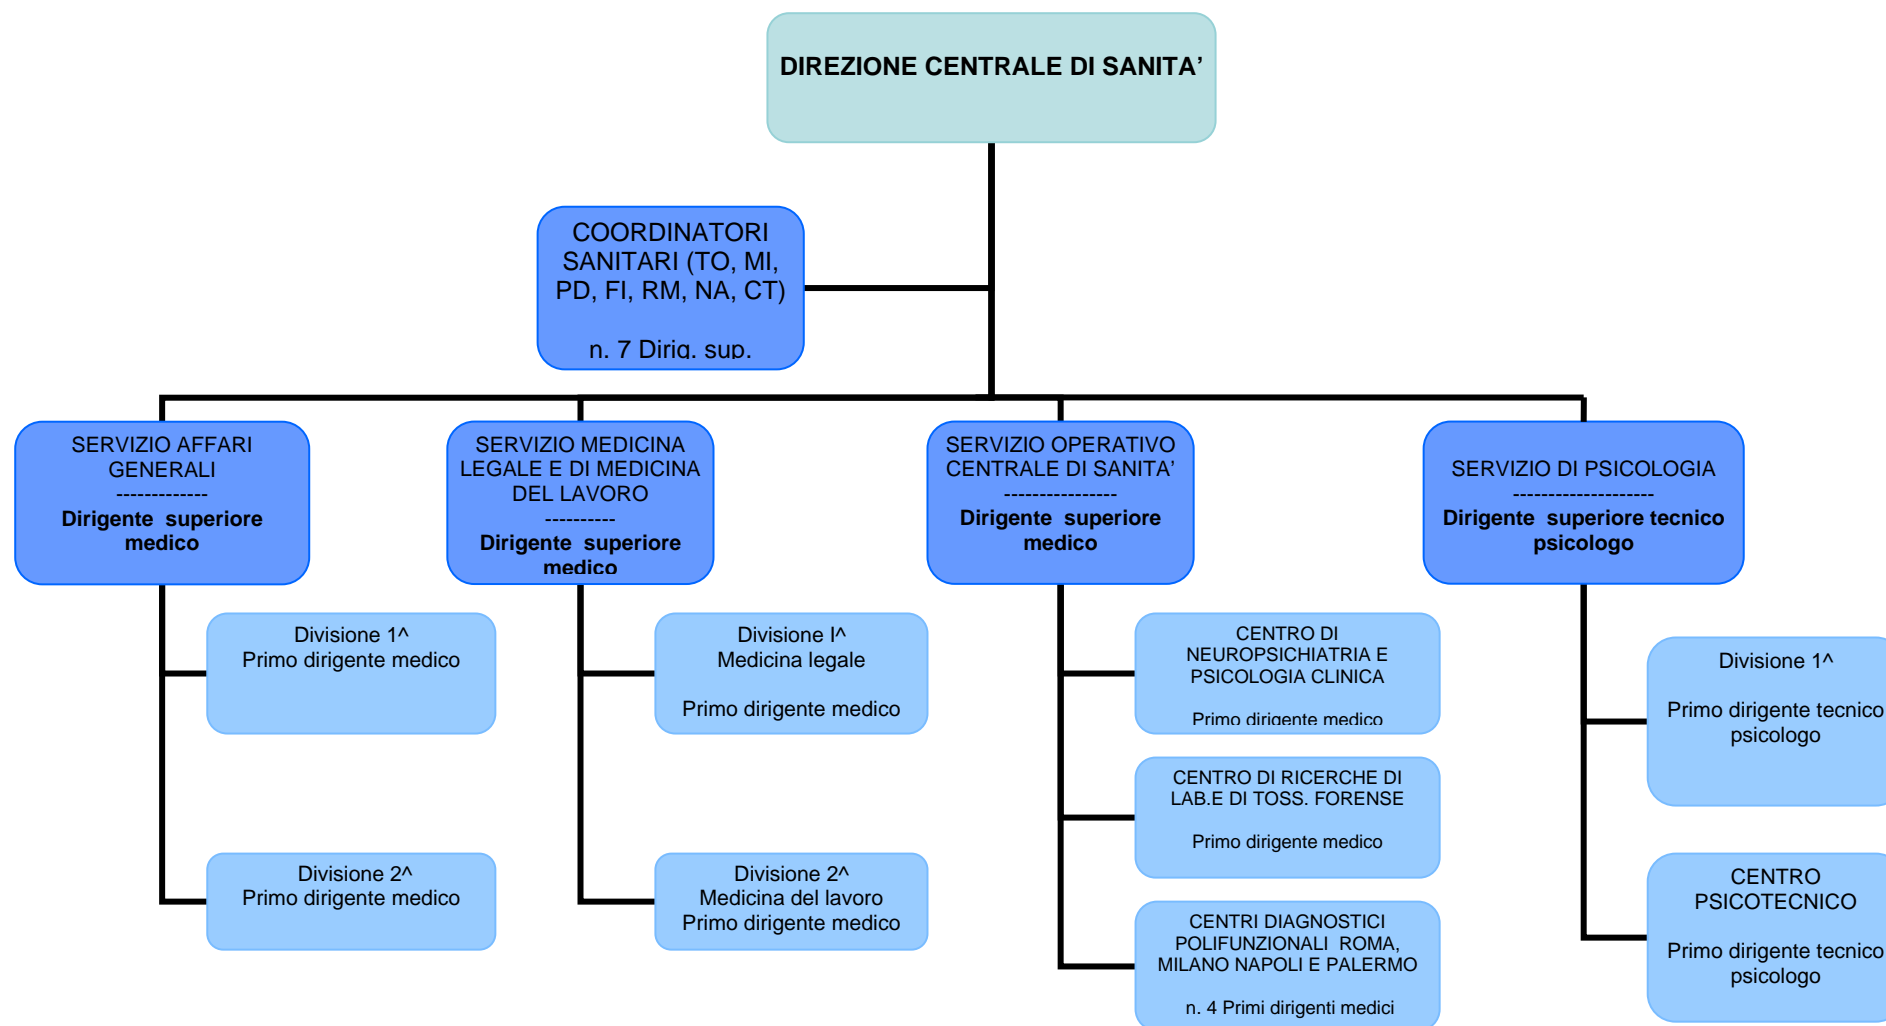 DIREZIONE CENTRALE DI SANITA’
COORDINATORI
SANITARI (TO, MI,
PD, FI, RM, NA, CT)
n. 7 Dirig. sup.
SERVIZIO AFFARI
GENERALI
-------------
Dirigente superiore
medico
SERVIZIO MEDICINA
LEGALE E DI MEDICINA
DEL LAVORO
----------
Dirigente superiore
medico
SERVIZIO OPERATIVO
CENTRALE DI SANITA’
----------------
Dirigente superiore
medico
SERVIZIO DI PSICOLOGIA
--------------------
Dirigente superiore tecnico
psicologo
Divisione 1^
Primo dirigente medico
Divisione 2^
Primo dirigente medico
Divisione I^
Medicina legale
Primo dirigente medico
Divisione 2^
Medicina del lavoro
Primo dirigente medico
CENTRO DI
NEUROPSICHIATRIA E
PSICOLOGIA CLINICA
Primo dirigente medico
CENTRO DI RICERCHE DI
LAB.E DI TOSS. FORENSE
Primo dirigente medico
CENTRI DIAGNOSTICI
POLIFUNZIONALI ROMA,
MILANO NAPOLI E PALERMO
n. 4 Primi dirigenti medici
Divisione 1^
Primo dirigente tecnico
psicologo
CENTRO
PSICOTECNICO
Primo dirigente tecnico
psicologo